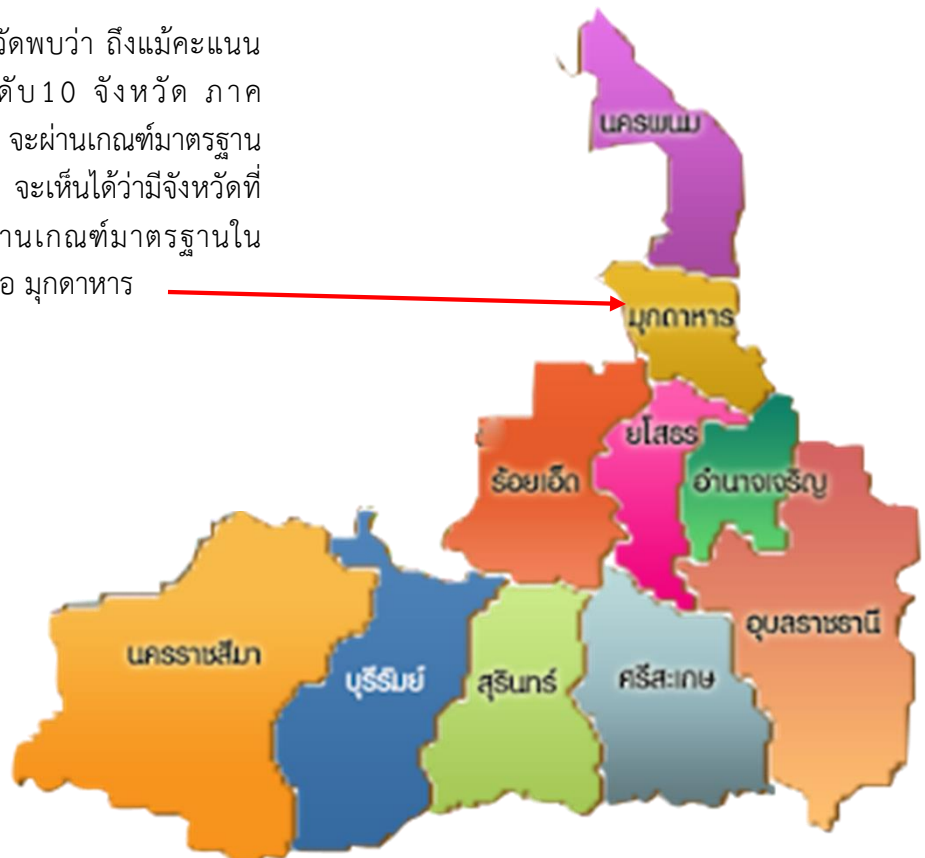 วัดพบว่า ถึงแม้คะแนน
ดับ10 จังหวัด ภาค
จะผ่านเกณฑ์มาตรฐาน
จะเห็นได้ว่ามีจังหวัดที่
านเกณฑ์มาตรฐานใน
อ มุกดาหาร
นครพนม
มุกดาหาร
ยโสธร
ร้อยเอ็ด
อำนาจเจริญ
อุบลราชธานี
นครราชสีมา
บุรีรัมย์
สุรินทร์
ศรีสะเกษ